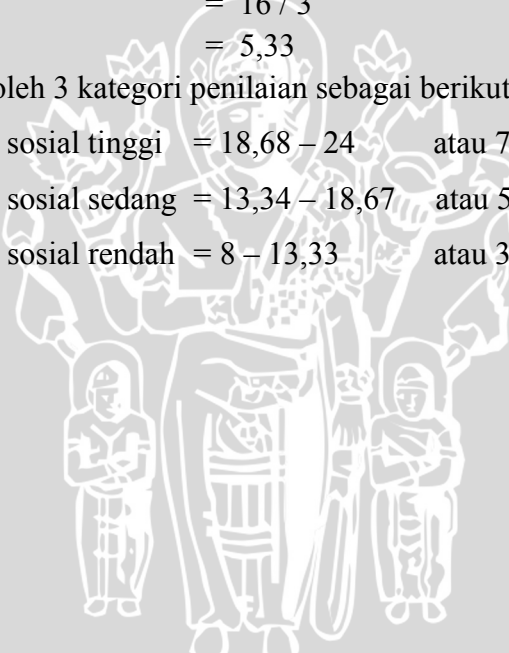 = 16 / 3
= 5,33
oleh 3 kategori penilaian sebagai berikut
sosial tinggi = 18,68 – 24 atau 7
sosial sedang = 13,34 – 18,67 atau 5
sosial rendah = 8 – 13,33 atau 3